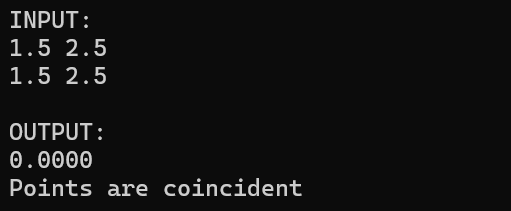 INPUT:
1.5 2.5
1.5 2.5

OUTPUT:
0.0000
Points are coincident